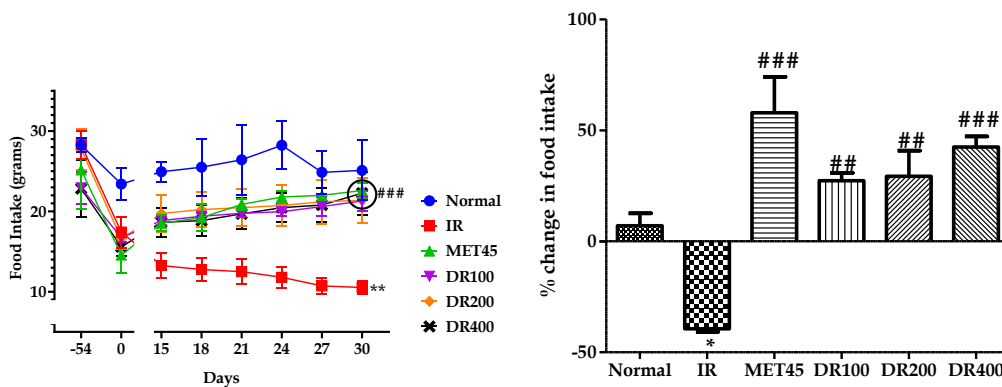 Food Intake (grams)
30
20
10
-54 0 15 18 21 24 27 30
Days
###
**
Normal
IR
MET45
DR100
DR200
DR400
% change in food intake
100
50
0
-50
*
###
##
##
###
Normal IR MET45 DR100 DR200 DR400